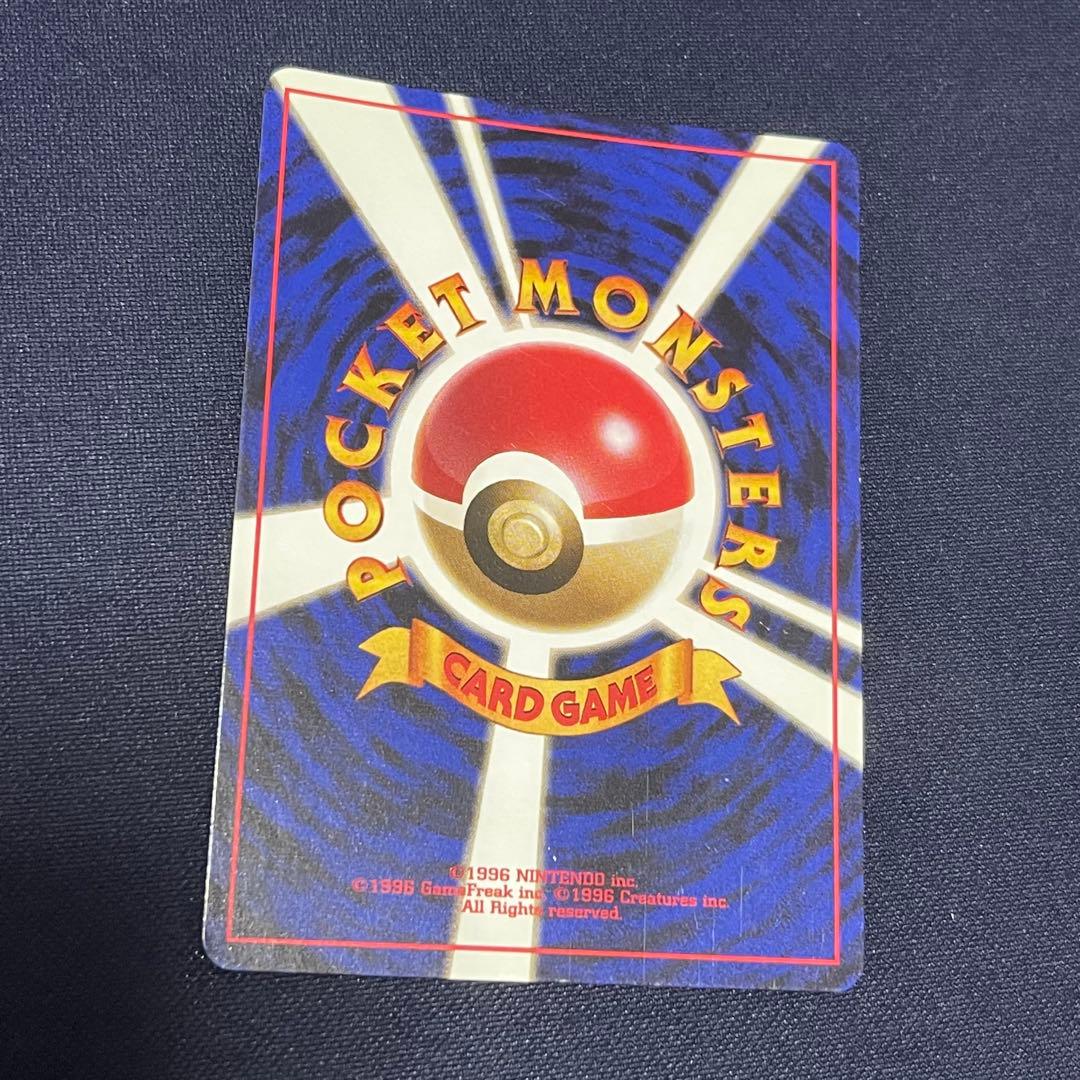 POCKET MONSTERS
CARD GAME
©1996 NINTENDO inc.
©1996 GameFreak inc. ©1996 Creatures inc.
All Rights reserved.